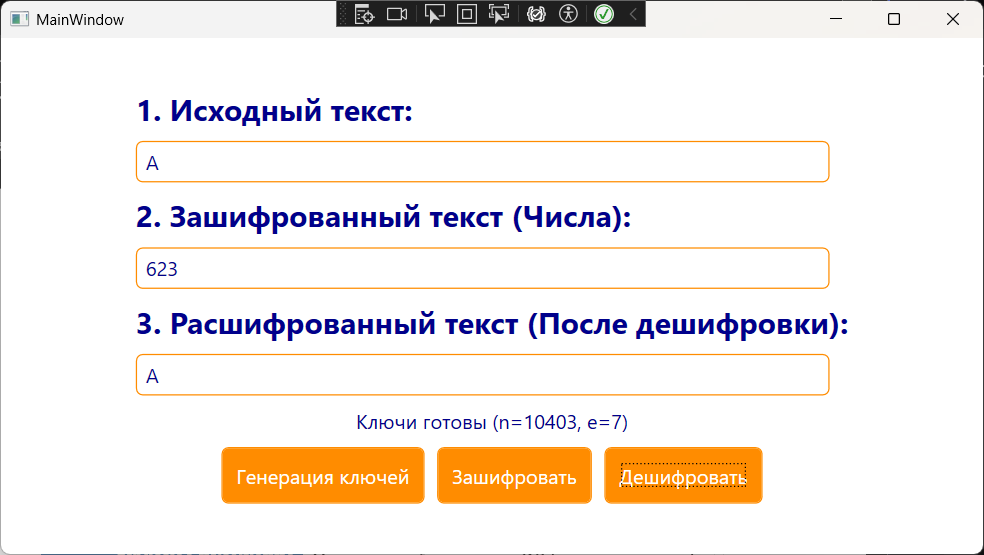 MainWindow
1. Исходный текст:
A
2. Зашифрованный текст (Числа):
623
3. Расшифрованный текст (После дешифровки):
A
Ключи готовы (n=10403, e=7)
Генерация ключей Зашифровать Дешифровать